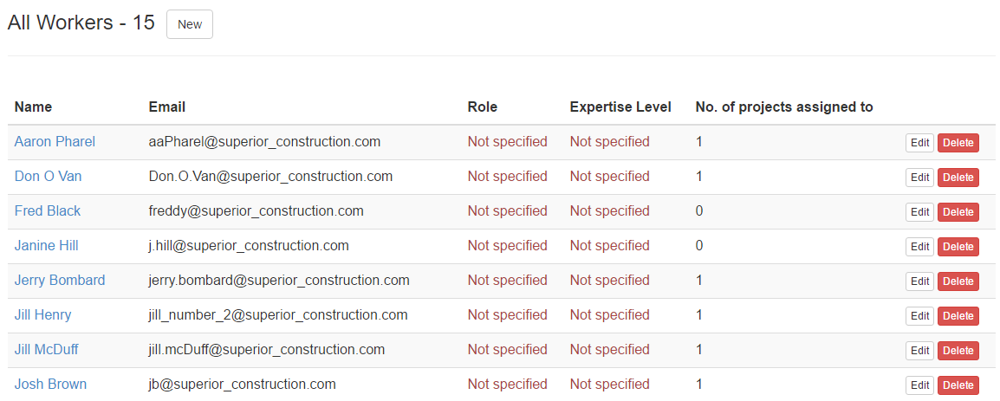 All Workers - 15 New
Name Email Role Expertise Level No. of projects assigned to
Aaron Pharel aaPharel@superior_construction.com Not specified Not specified 1 Edit Delete
Don O Van Don.O.Van@superior_construction.com Not specified Not specified 1 Edit Delete
Fred Black freddy@superior_construction.com Not specified Not specified 0 Edit Delete
Janine Hill j.hill@superior_construction.com Not specified Not specified 0 Edit Delete
Jerry Bombard jerry.bombard@superior_construction.com Not specified Not specified 1 Edit Delete
Jill Henry jill_number_2@superior_construction.com Not specified Not specified 1 Edit Delete
Jill McDuff jill.mcDuff@superior_construction.com Not specified Not specified 1 Edit Delete
Josh Brown jb@superior_construction.com Not specified Not specified 1 Edit Delete